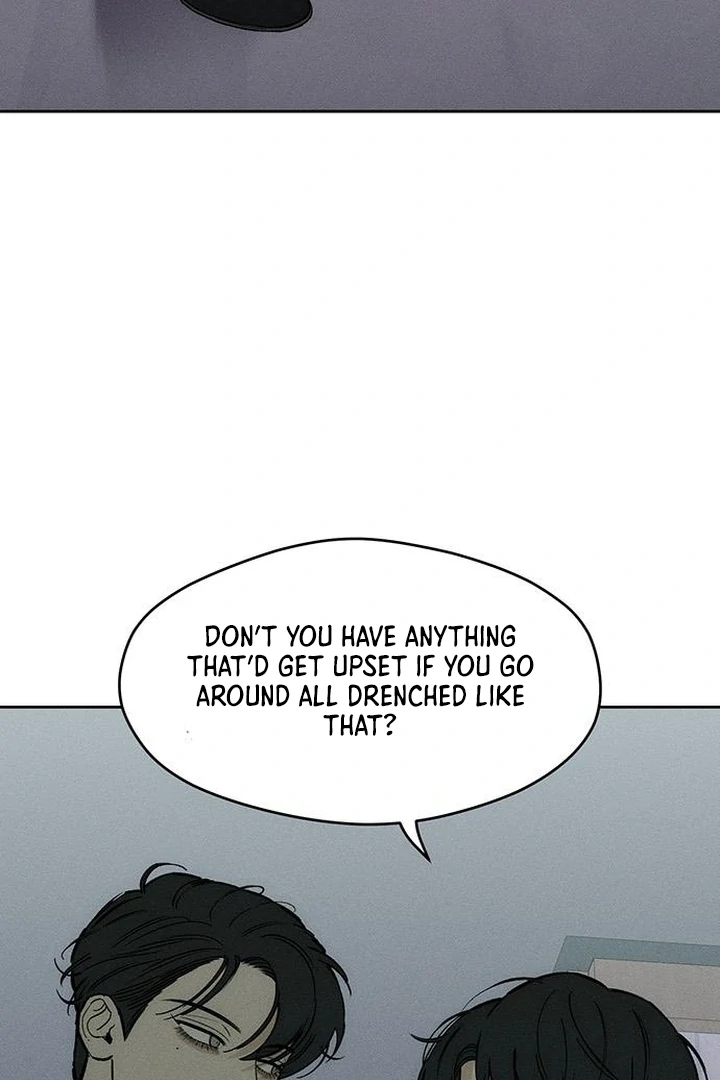 DON'T YOU HAVE ANYTHING
THAT'D GET UPSET IF YOU GO
AROUND ALL DRENCHED LIKE
THAT?